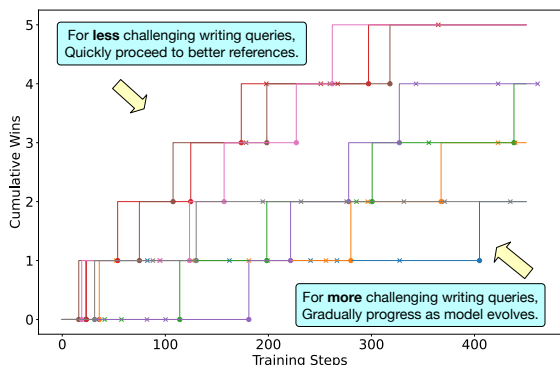 For less challenging writing queries,
Quickly proceed to better references.
5
4
3
2
1
0
Cumulative Wins
For more challenging writing queries,
Gradually progress as model evolves.
0
100
200
300
400
Training Steps